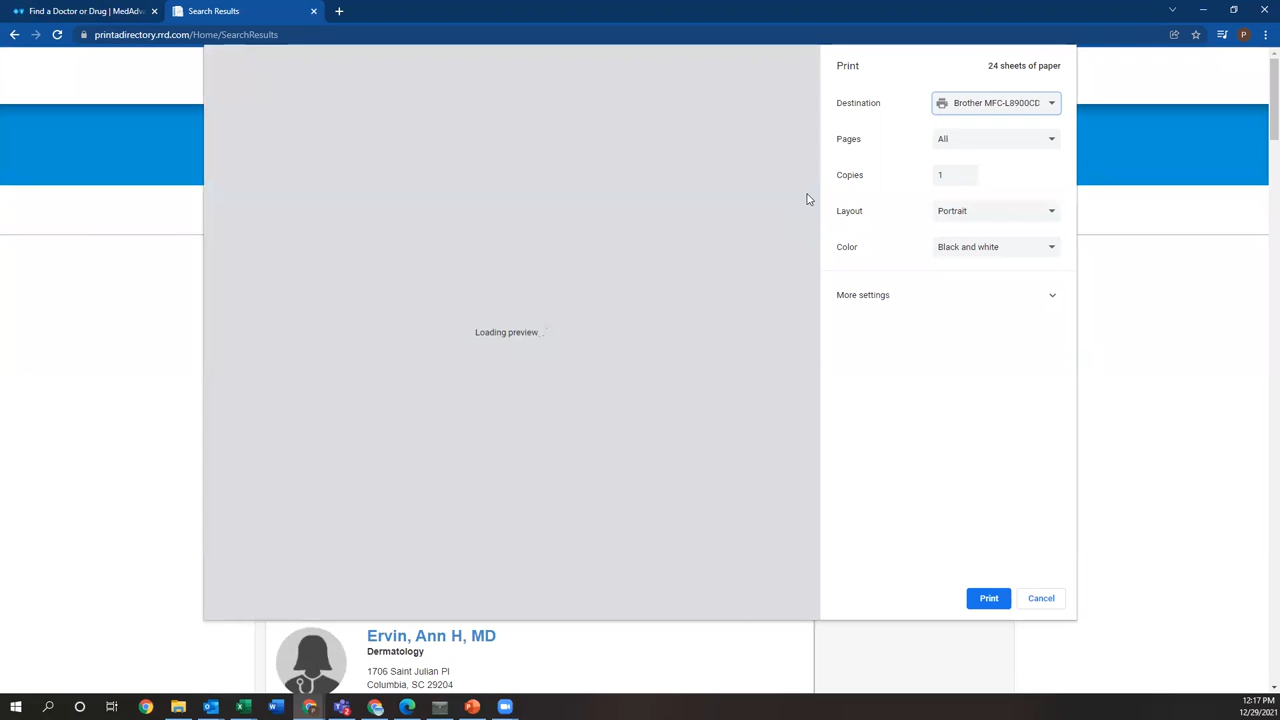 Find a Doctor or Drug | MedAdv
Search Results
printadirectory.rrd.com/Home/SearchResults
P
Print
24 sheets of paper
Destination
Brother MFC-L8900CD
Pages
All
Copies
1
Layout
Portrait
Color
Black and white
More settings
Loading preview
Print
Cancel
Ervin, Ann H, MD
Dermatology
1706 Saint Julian Pl
Columbia, SC 29204
12:17 PM
12/29/2021